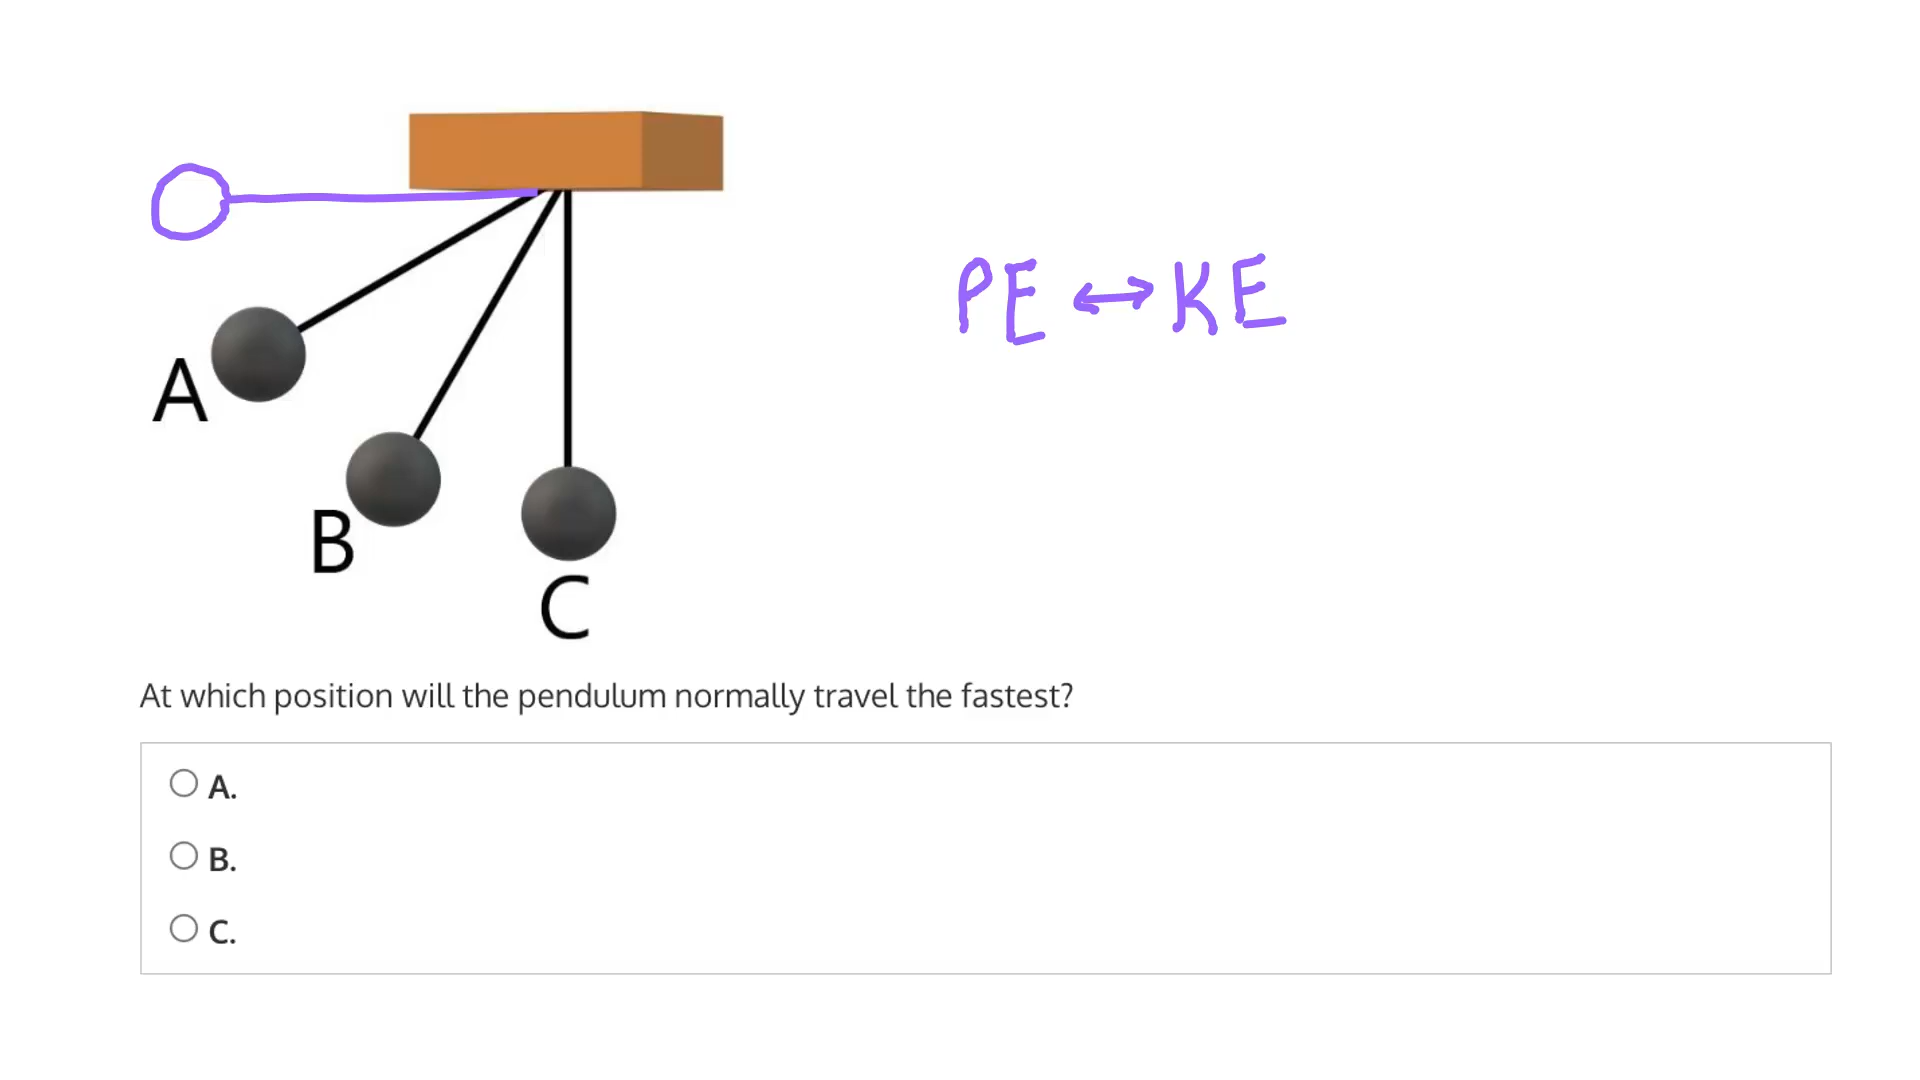 PE ↔ KE
A
B
C
At which position will the pendulum normally travel the fastest?
A.
B.
C.